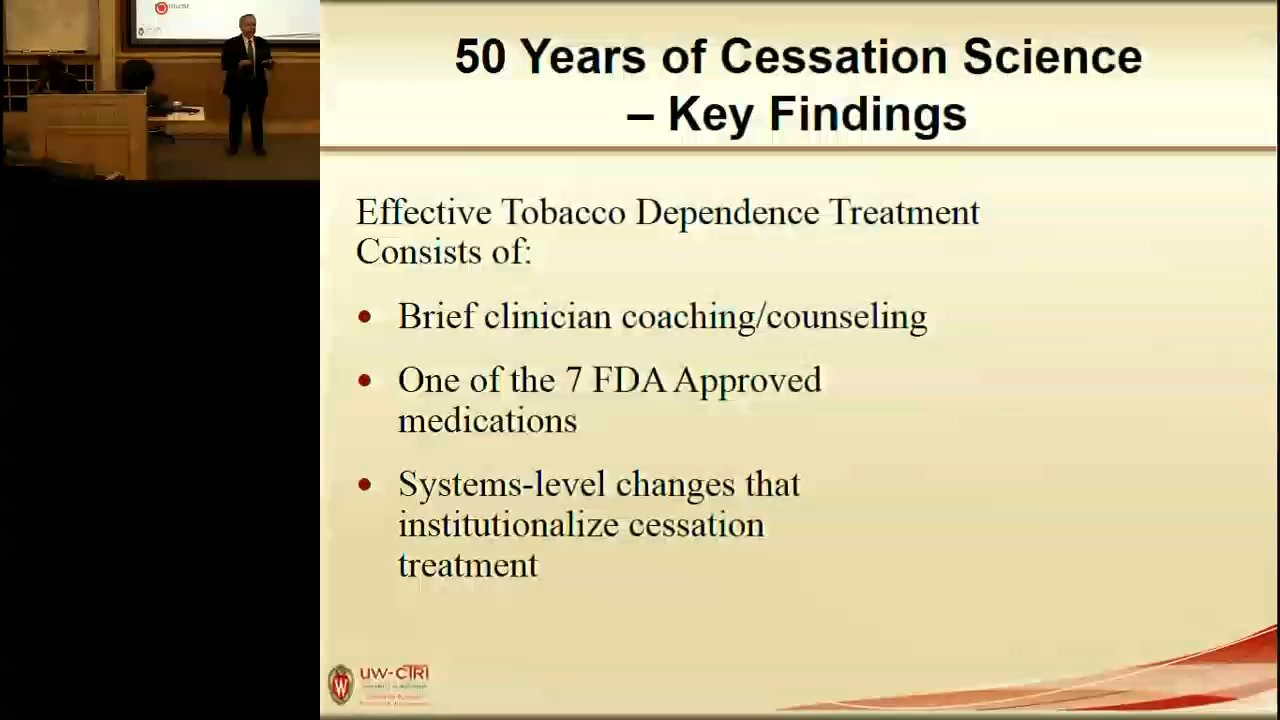 50 Years of Cessation Science
– Key Findings
Effective Tobacco Dependence Treatment
Consists of:
• Brief clinician coaching/counseling
• One of the 7 FDA Approved
medications
• Systems-level changes that
institutionalize cessation
treatment
W
UW-CTRI